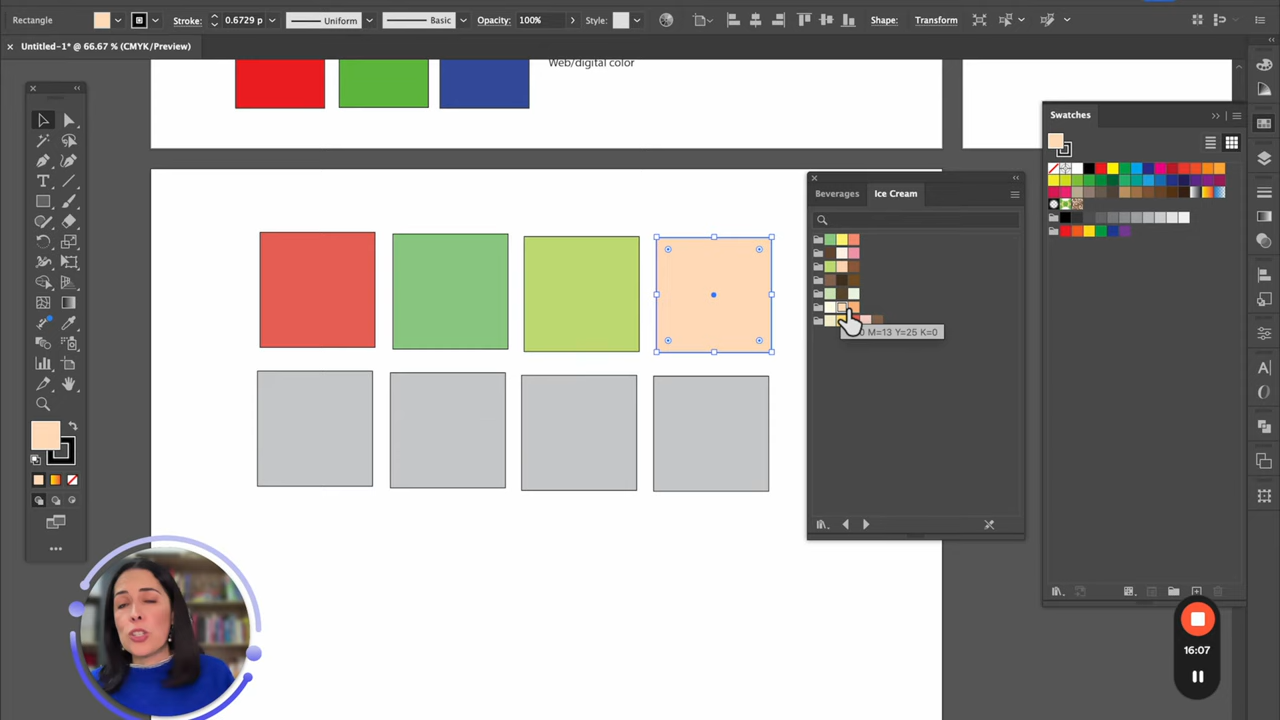 Rectangle Stroke: 0.6729 p Uniform Basic Opacity: 100% Style: Shape: Transform
Untitled-1* @ 66.67 % (CMYK/Preview)
Web/digital color
Swatches
Beverages Ice Cream
M=13 Y=25 K=0
16:07